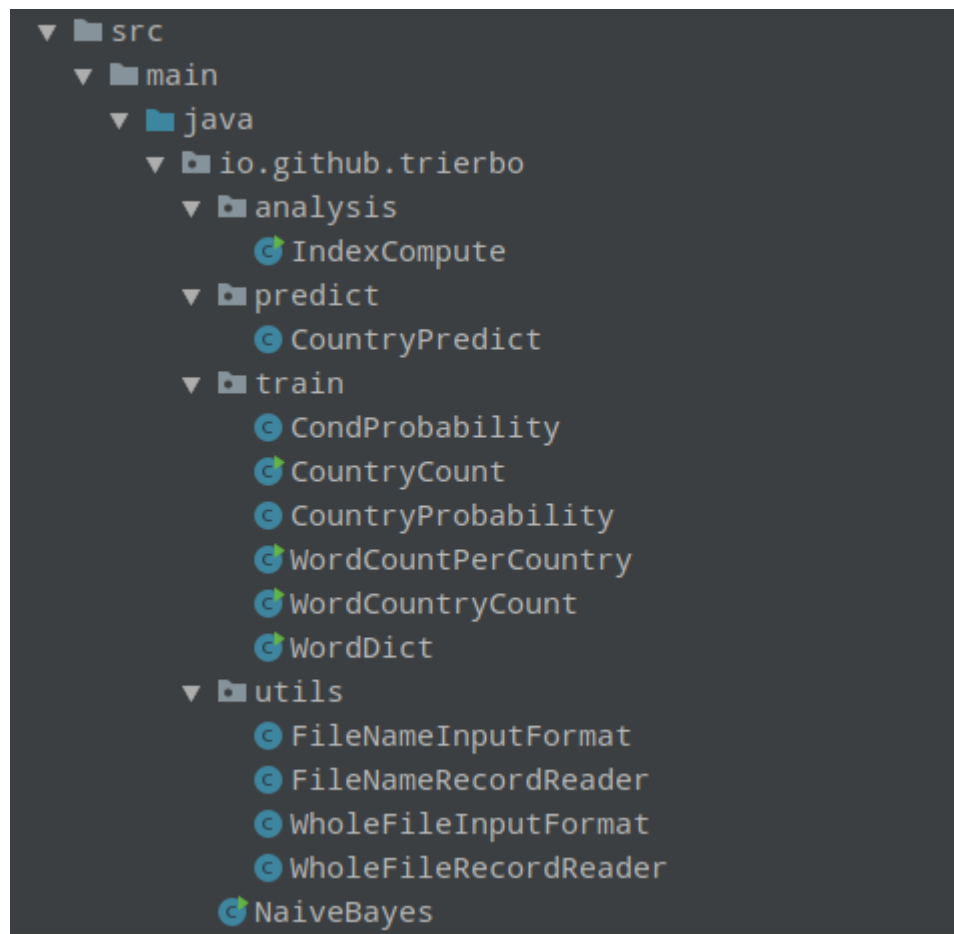 src
main
java
io.github.trierbo
analysis
IndexCompute
predict
CountryPredict
train
CondProbability
CountryCount
CountryProbability
WordCountPerCountry
WordCountryCount
WordDict
utils
FileNameInputFormat
FileNameRecordReader
WholeFileInputFormat
WholeFileRecordReader
NaiveBayes